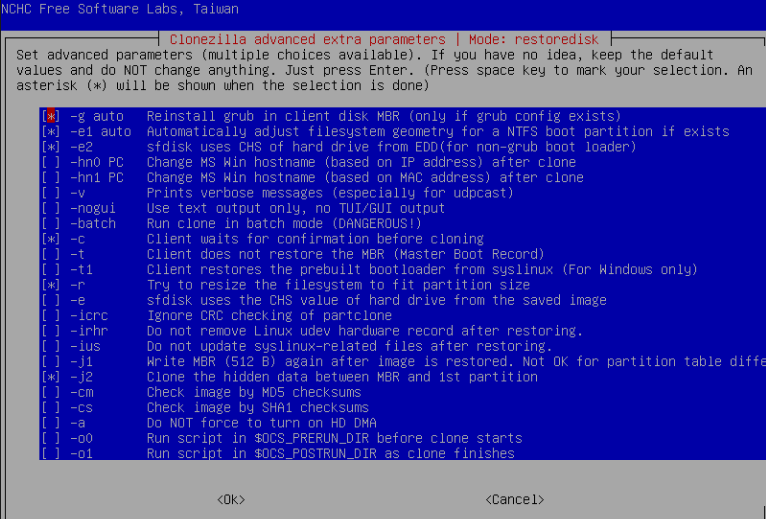 NCHC Free Software Labs, Taiwan
Clonezilla advanced extra parameters | Mode: restoredisk
Set advanced parameters (multiple choices available). If you have no idea, keep the default
values and do NOT change anything. Just press Enter. (Press space key to mark your selection. An
asterisk (*) will be shown when the selection is done)
[*] -g auto Reinstall grub in client disk MBR (only if grub config exists)
[*] -e1 auto Automatically adjust filesystem geometry for a NTFS boot partition if exists
[*] -e2 sfdisk uses CHS of hard drive from EDD(for non-grub boot loader)
[ ] -hn0 PC Change MS Win hostname (based on IP address) after clone
[ ] -hn1 PC Change MS Win hostname (based on MAC address) after clone
[ ] -v Prints verbose messages (especially for udpcast)
[ ] -nogui Use text output only, no TUI/GUI output
[ ] -batch Run clone in batch mode (DANGEROUS!)
[*] -c Client waits for confirmation before cloning
[ ] -t Client does not restore the MBR (Master Boot Record)
[ ] -t1 Client restores the prebuilt bootloader from syslinux (For Windows only)
[*] -r Try to resize the filesystem to fit partition size
[ ] -e sfdisk uses the CHS value of hard drive from the saved image
[ ] -icrc Ignore CRC checking of partclone
[ ] -irhr Do not remove Linux udev hardware record after restoring.
[ ] -ius Do not update syslinux-related files after restoring.
[ ] -j1 Write MBR (512 B) again after image is restored. Not OK for partition table diffe
[*] -j2 Clone the hidden data between MBR and 1st partition
[ ] -cm Check image by MD5 checksums
[ ] -cs Check image by SHA1 checksums
[ ] -a Do NOT force to turn on HD DMA
[ ] -o0 Run script in $OCS_PRERUN_DIR before clone starts
[ ] -o1 Run script in $OCS_POSTRUN_DIR as clone finishes
<Ok> <Cancel>